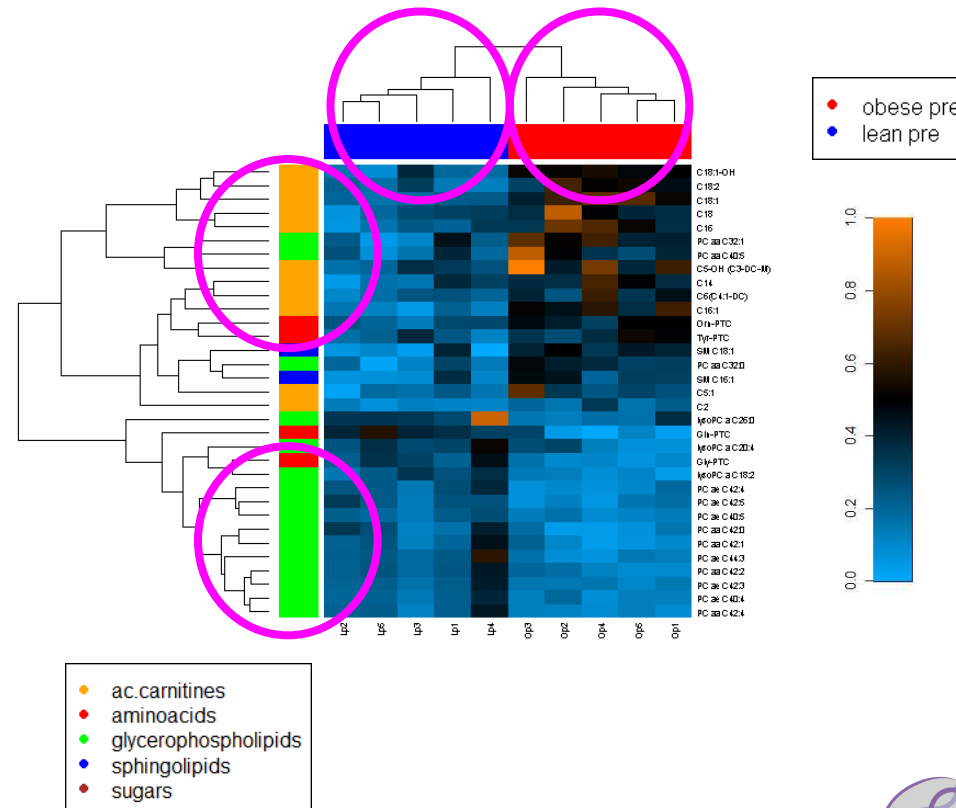 obese pre
lean pre
C18:1-OH
C18:2
C18:1
C18
C16
PC aa C32:1
PC aa C40:5
C5-OH (C3-DC-M)
C14
C6 (C4:1-DC)
C16:1
Orn-PTC
Tyr-PTC
SM C18:1
PC aa C32:0
SM C16:1
C5:1
C2
lysoPC a C26:0
Gln-PTC
lysoPC a C20:4
Gly-PTC
lysoPC a C18:2
PC ae C42:4
PC ae C42:5
PC ae C40:5
PC aa C42:0
PC aa C42:1
PC ae C44:3
PC aa C42:2
PC ae C42:3
PC ae C40:4
PC aa C42:4
Lp2 Lp5 Lp3 Lp1 Lp4 Op3 Op2 Op4 Op5 Op1
1.0
0.8
0.6
0.4
0.2
0.0
ac.carnitines
aminoacids
glycerophospholipids
sphingolipids
sugars